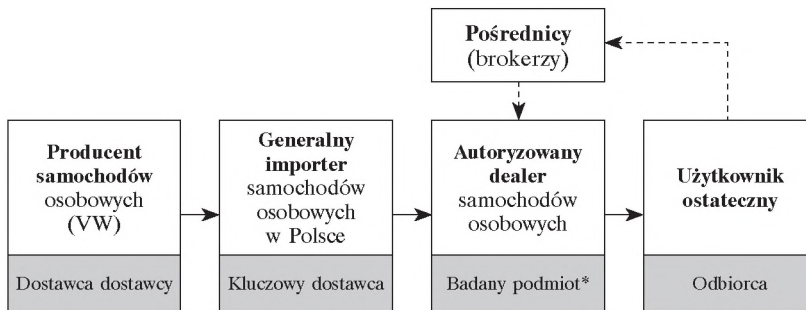 Pośrednicy
(brokerzy)
Producent
samochodów
osobowych
(VW)
Dostawca dostawcy
Generalny
importer
samochodów
osobowych
w Polsce
Kluczowy dostawca
Autoryzowany
dealer
samochodów
osobowych
Badany podmiot*
Użytkownik
ostateczny
Odbiorca